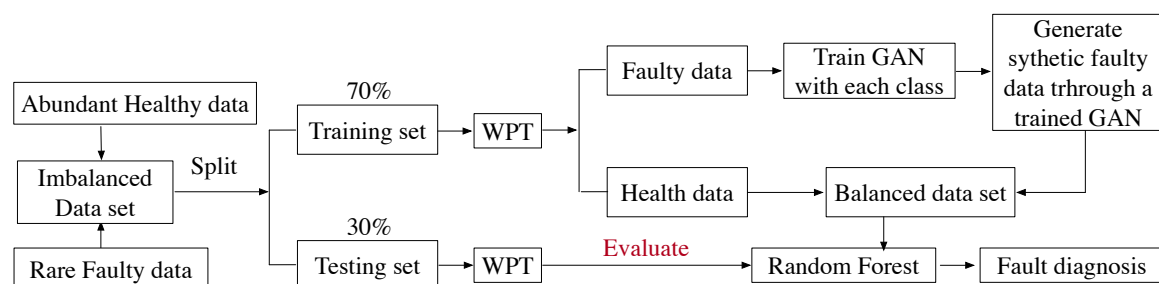 Abundant Healthy data
Imbalanced
Data set
Rare Faulty data
Split
70%
Training set
30%
Testing set
WPT
WPT
Faulty data
Health data
Train GAN
with each class
Generate
sythetic faulty
data trhrough a
trained GAN
Balanced data set
Evaluate
Random Forest
Fault diagnosis